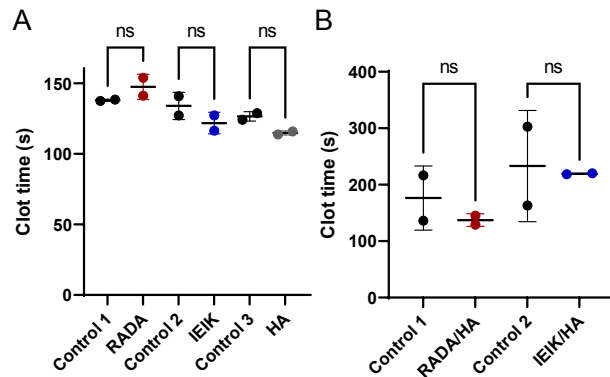 A
ns
ns
ns
Clot time (s)
150
100
50
0
Control 1
RADA
Control 2
IEIK
Control 3
HA
B
ns
ns
Clot time (s)
400
300
200
100
0
Control 1
RADA/HA
Control 2
IEIK/HA